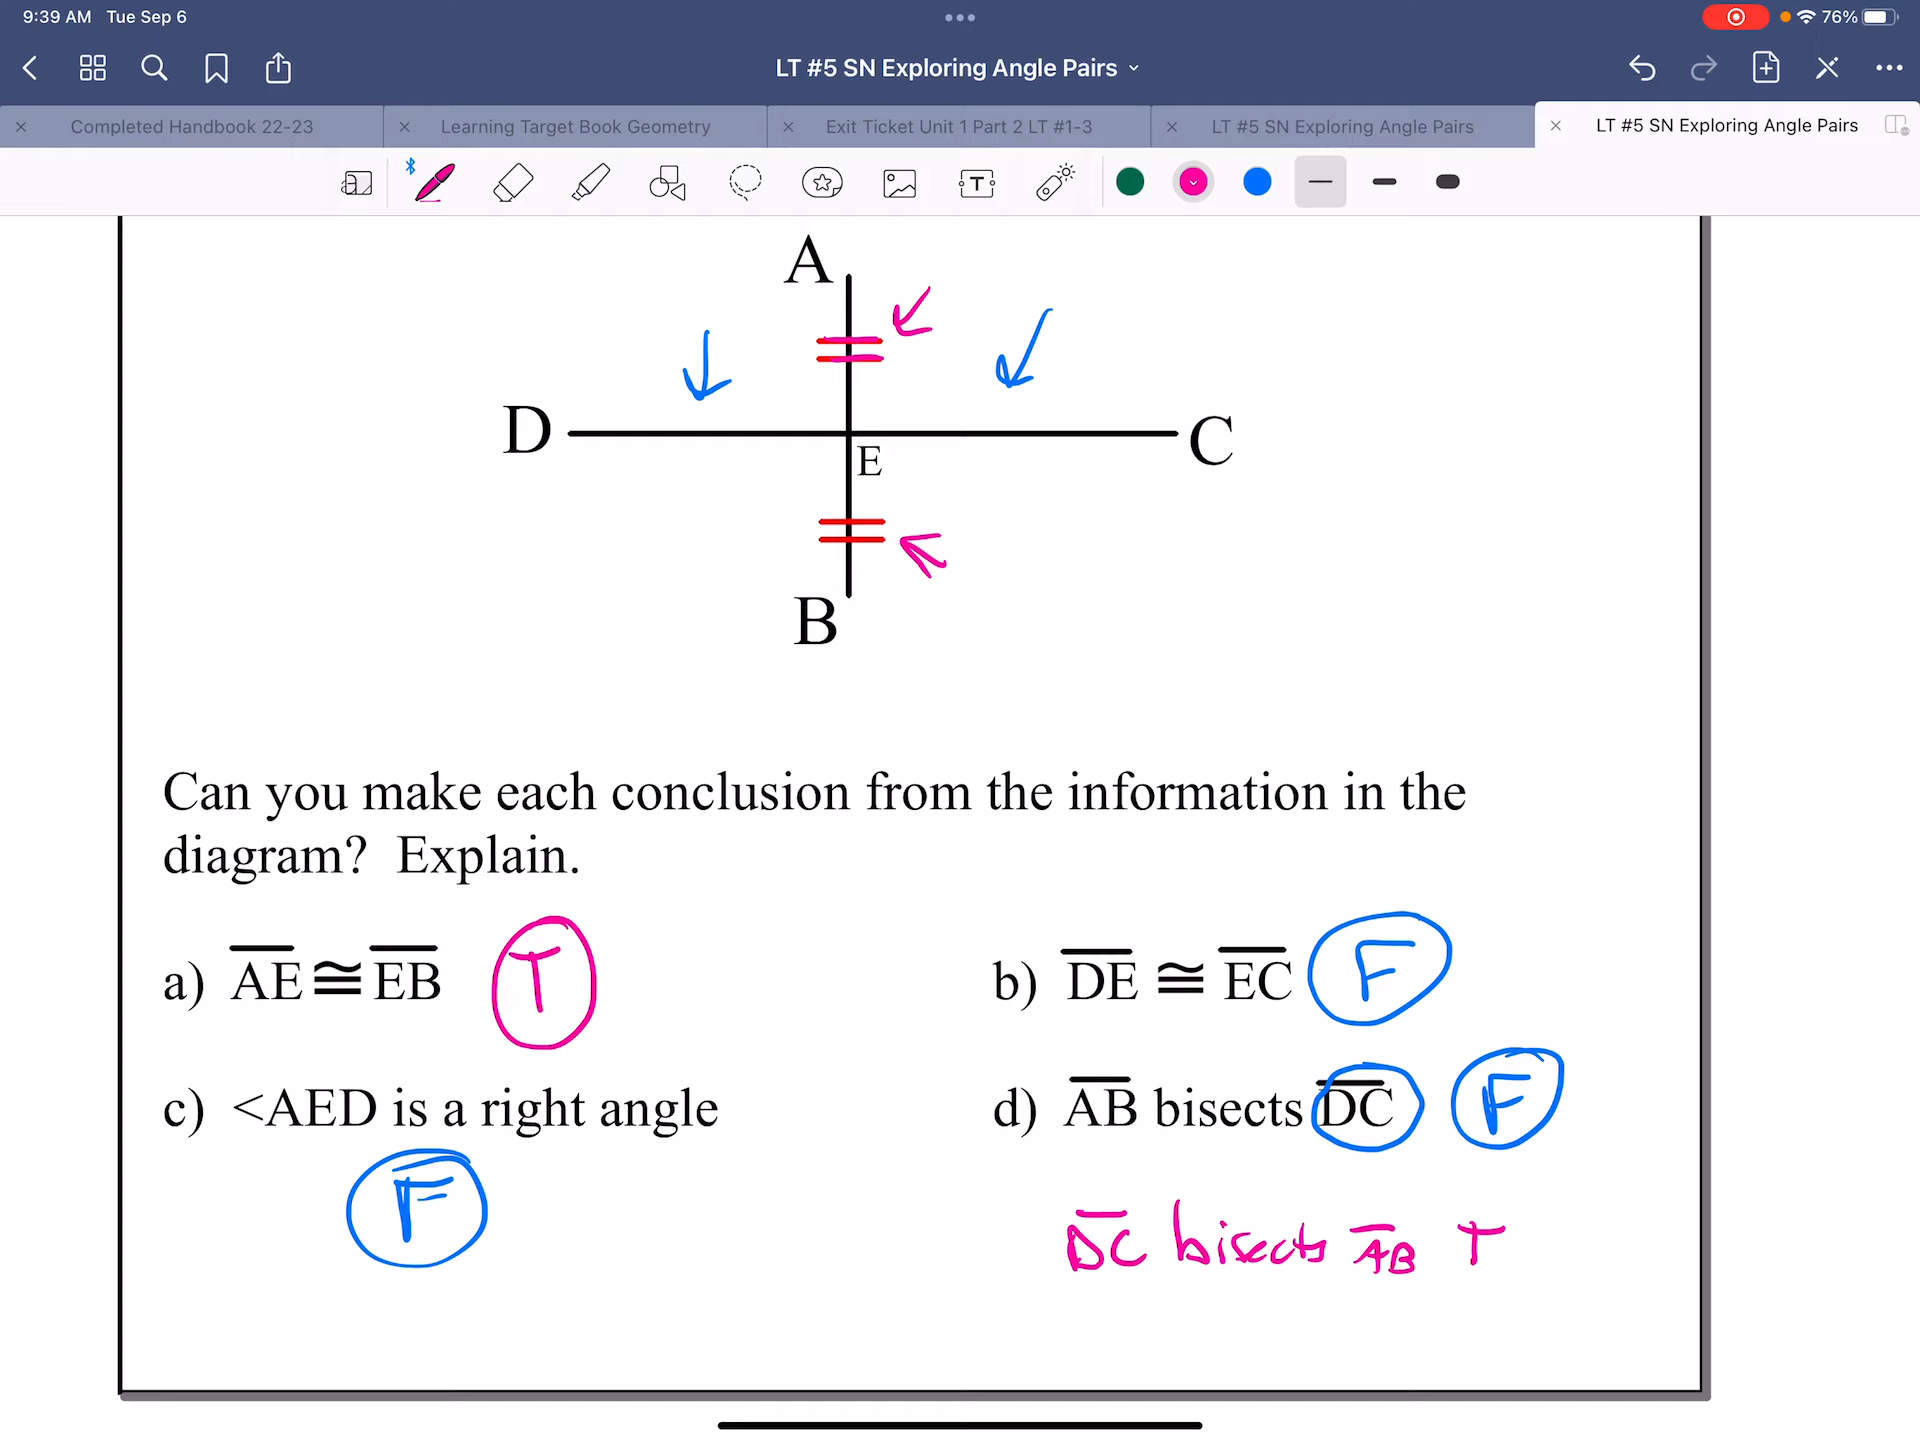 9:39 AM Tue Sep 6
76%
LT #5 SN Exploring Angle Pairs
Completed Handbook 22-23
Learning Target Book Geometry
Exit Ticket Unit 1 Part 2 LT #1-3
LT #5 SN Exploring Angle Pairs
LT #5 SN Exploring Angle Pairs
A
D
C
E
B
Can you make each conclusion from the information in the
diagram? Explain.
a) AE ≅ EB T
b) DE ≅ EC F
c) <AED is a right angle
F
d) AB bisects DC F
DC bisects AB T